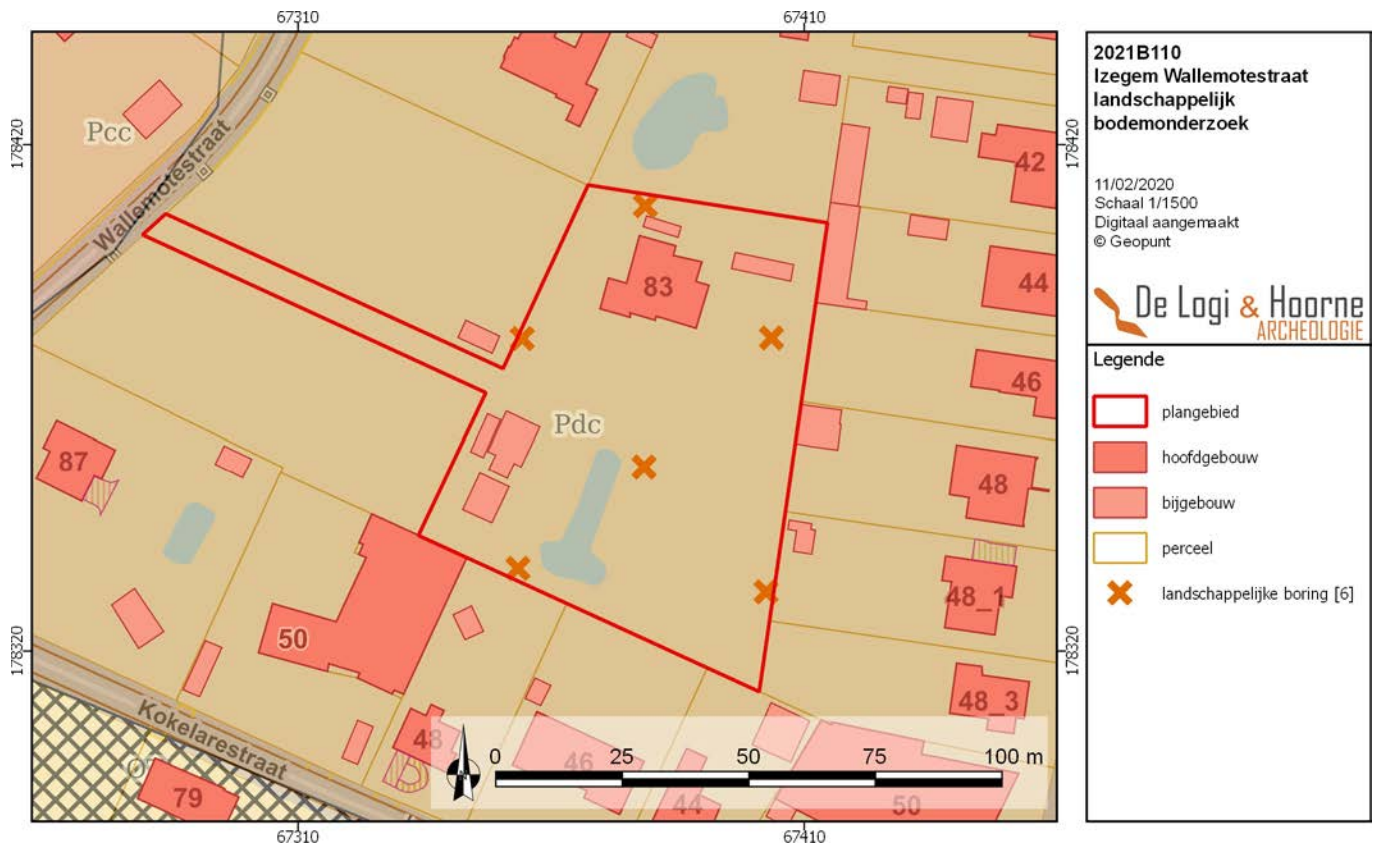 67310
67410
178420
178420
Pcc
Wallemotestraat
42
44
83
46
Pdc
87
48
48_1
50
48_3
178320
178320
Kokelarestraat
48
46
44
50
79
0 25 50 75 100 m
67310
67410
2021B110
Izegem Wallemotestraat
landschappelijk
bodemonderzoek
11/02/2020
Schaal 1/1500
Digitaal aangemaakt
© Geopunt
De Logi & Hoorne
ARCHEOLOGIE
Legende
plangebied
hoofdgebouw
bijgebouw
perceel
landschappelijke boring [6]